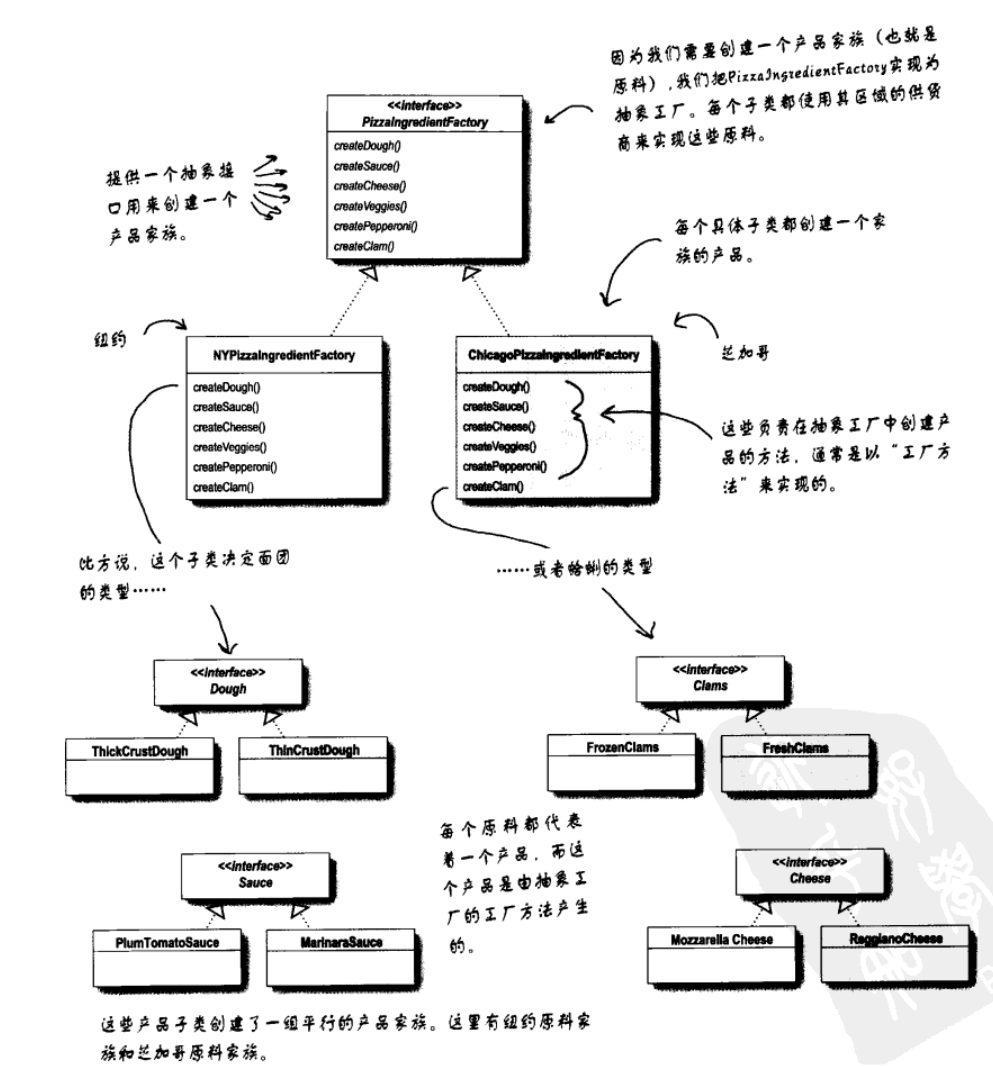 因为我们需要创建一个产品家族（也就是
原料）,我们把PizzaIngredientFactory实现为
抽象工厂。每个子类都使用其区域的供货
商来实现这些原料。
<<interface>>
PizzaIngredientFactory
createDough()
createSauce()
createCheese()
createVeggies()
createPepperoni()
createClam()
提供一个抽象接
口用来创建一个
产品家族。
每个具体子类都创建一个家
族的产品。
纽约
NYPizzaIngredientFactory
createDough()
createSauce()
createCheese()
createVeggies()
createPepperoni()
createClam()
ChicagoPizzaIngredientFactory
createDough()
createSauce()
createCheese()
createVeggies()
createPepperoni()
createClam()
芝加哥
这些负责在抽象工厂中创建产
品的方法，通常是以“工厂方
法”来实现的。
比方说，这个子类决定面团
的类型……
……或者蛤蜊的类型
<<interface>>
Dough
ThickCrustDough
ThinCrustDough
<<interface>>
Clams
FrozenClams
FreshClams
每个原料都代表
着一个产品，而这
个产品是由抽象工
厂的工厂方法产生
的。
<<interface>>
Sauce
PlumTomatoSauce
MarinaraSauce
<<interface>>
Cheese
Mozzarella Cheese
ReggianoCheese
这些产品子类创建了一组平行的产品家族。这里有纽约原料家
族和芝加哥原料家族。